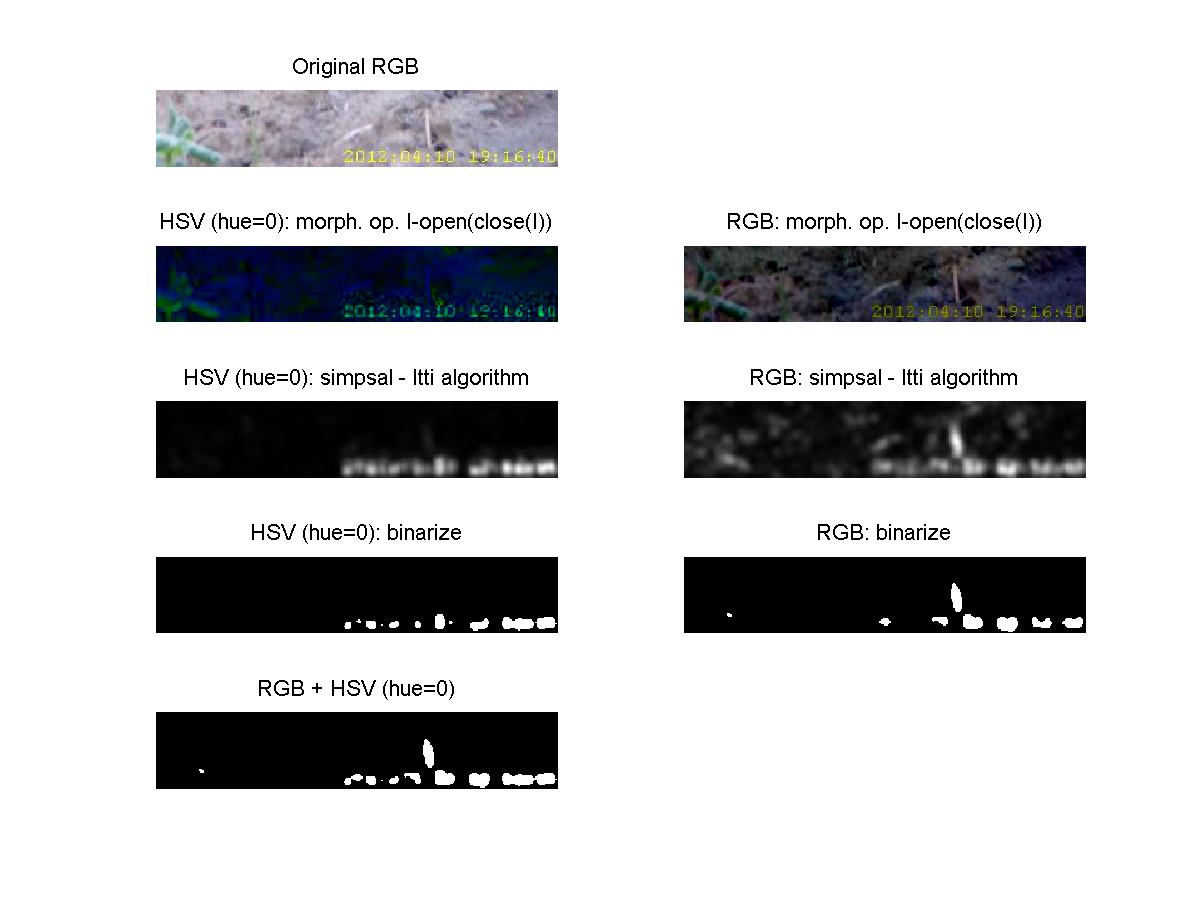 Original RGB
2012:04:10 19:16:40
HSV (hue=0): morph. op. I-open(close(I))
RGB: morph. op. I-open(close(I))
2012:04:10 19:16:40
2012:04:10 19:16:40
HSV (hue=0): simpsal - Itti algorithm
RGB: simpsal - Itti algorithm
HSV (hue=0): binarize
RGB: binarize
RGB + HSV (hue=0)